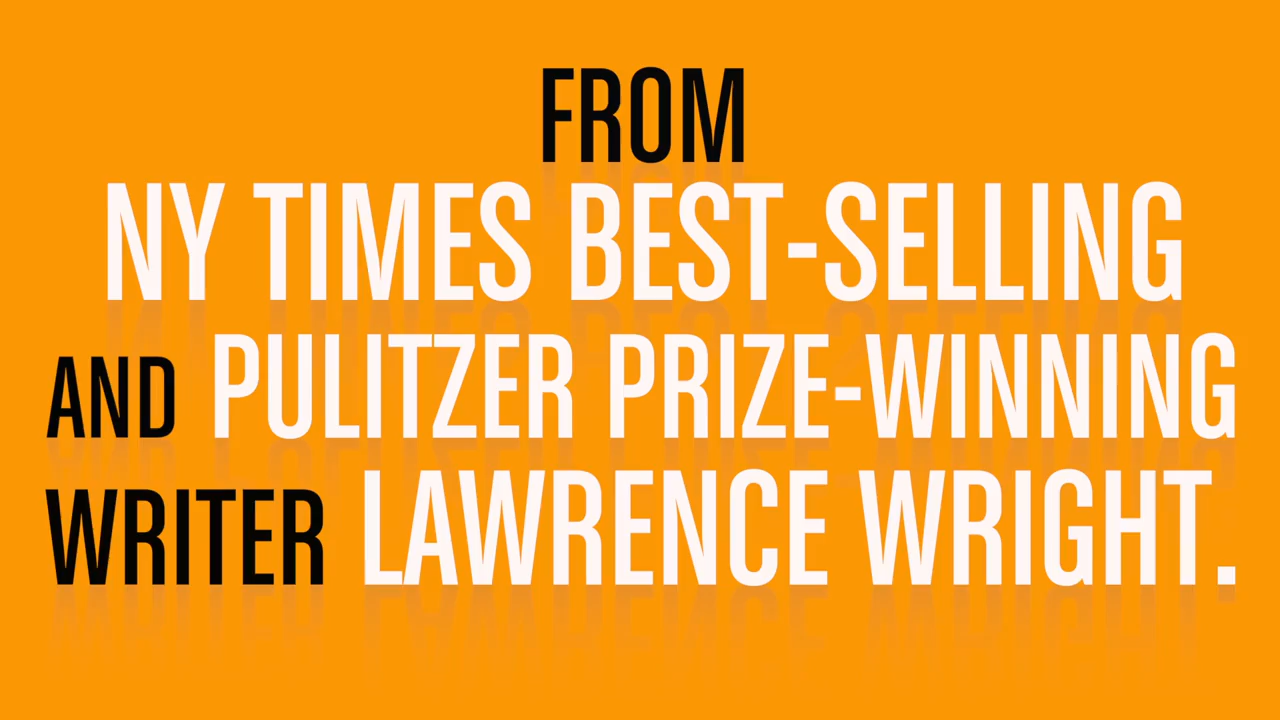 FROM
NY TIMES BEST-SELLING
AND PULITZER PRIZE-WINNING
WRITER LAWRENCE WRIGHT.